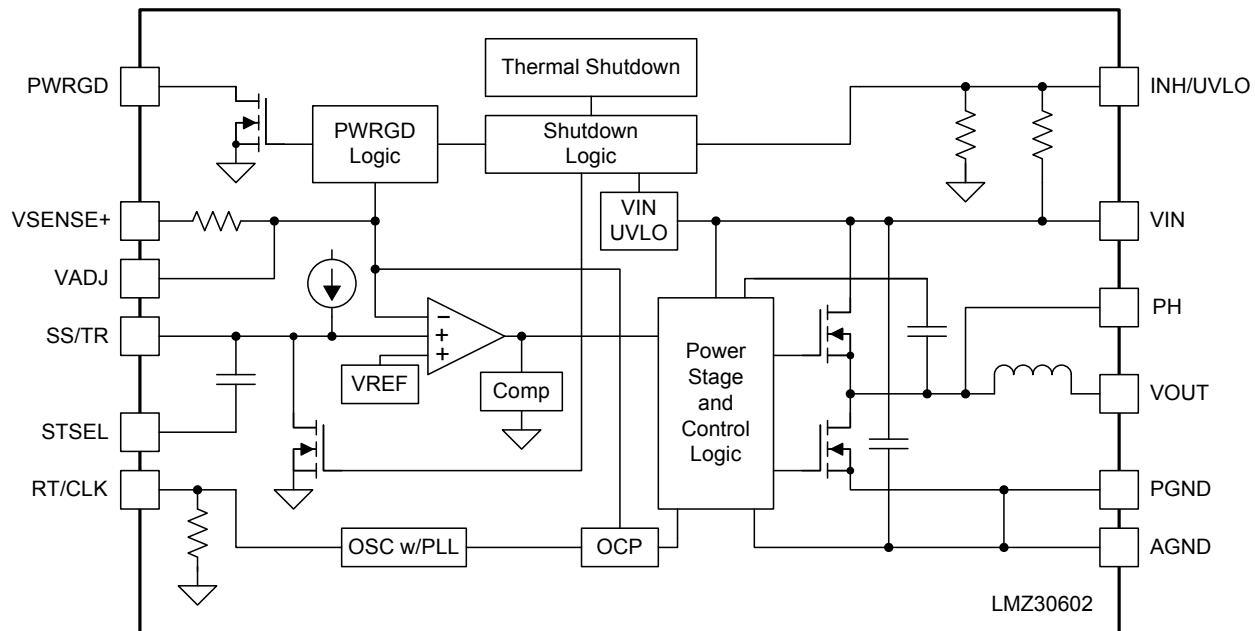 Thermal Shutdown
PWRGD
INH/UVLO
PWRGD
Logic
Shutdown
Logic
VSENSE+
VIN
UVLO
VIN
VADJ
PH
SS/TR
−
+
+
VREF
Comp
Power
Stage
and
Control
Logic
VOUT
STSEL
RT/CLK
PGND
OSC w/PLL
OCP
AGND
LMZ30602